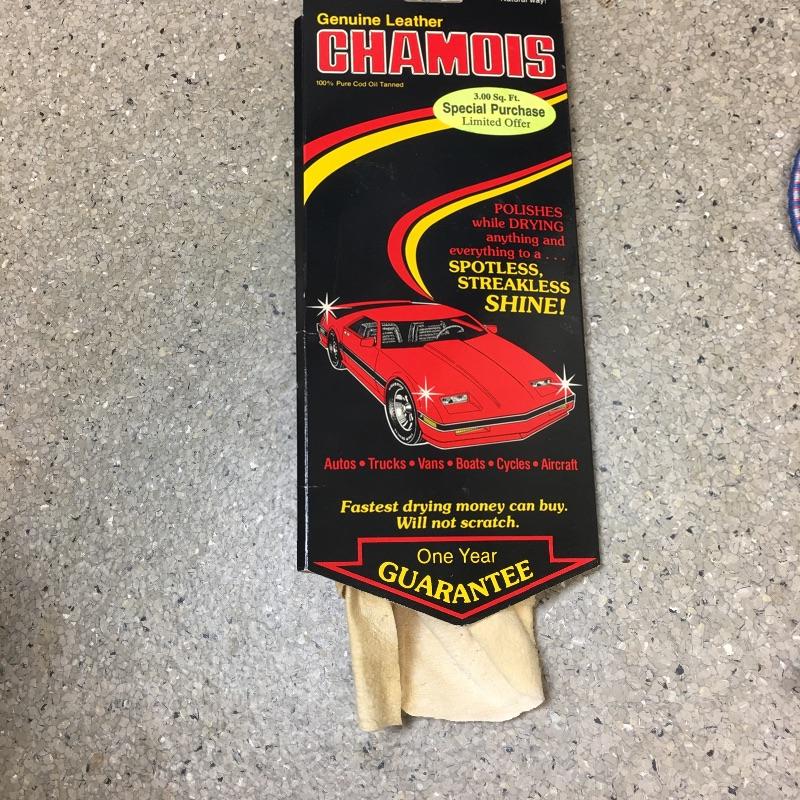 Natural way!
Genuine Leather
CHAMOIS
100% Pure Cod Oil Tanned
3.00 Sq. Ft.
Special Purchase
Limited Offer
POLISHES
while DRYING
anything and
everything to a . . .
SPOTLESS,
STREAKLESS
SHINE!
Autos • Trucks • Vans • Boats • Cycles • Aircraft
Fastest drying money can buy.
Will not scratch.
One Year
GUARANTEE